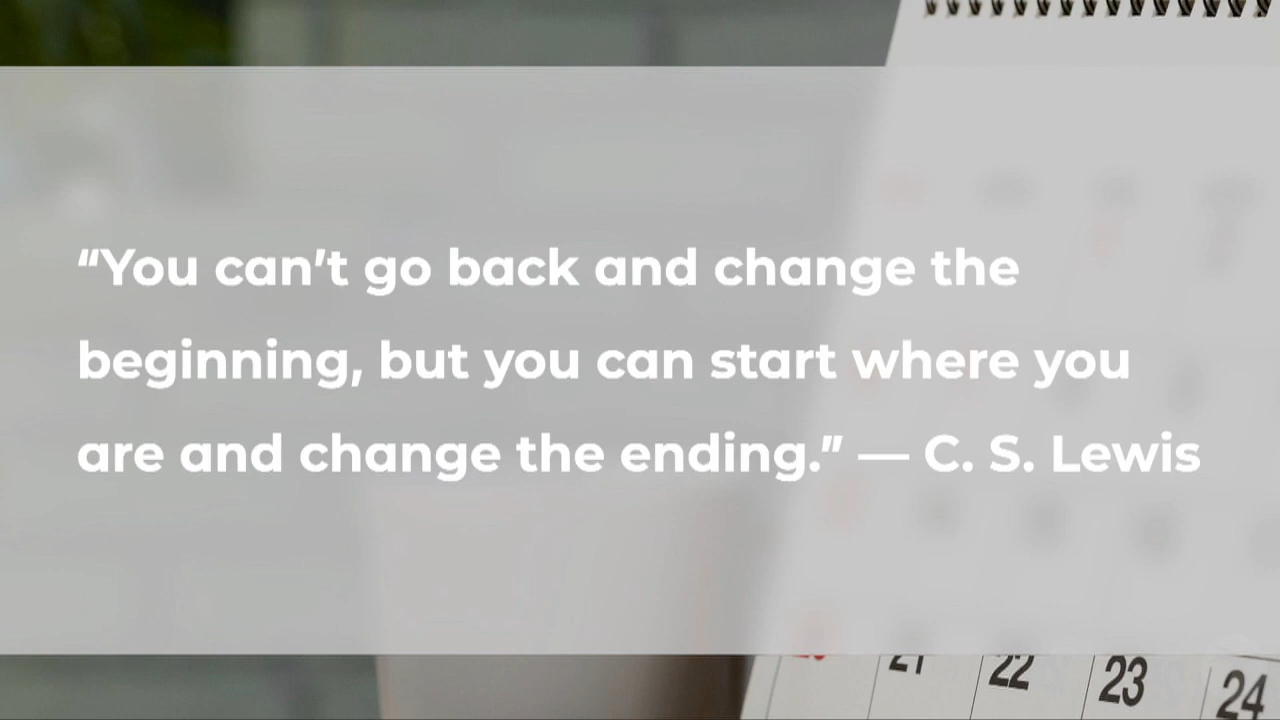 “You can’t go back and change the
beginning, but you can start where you
are and change the ending.” — C. S. Lewis
21 22 23 24